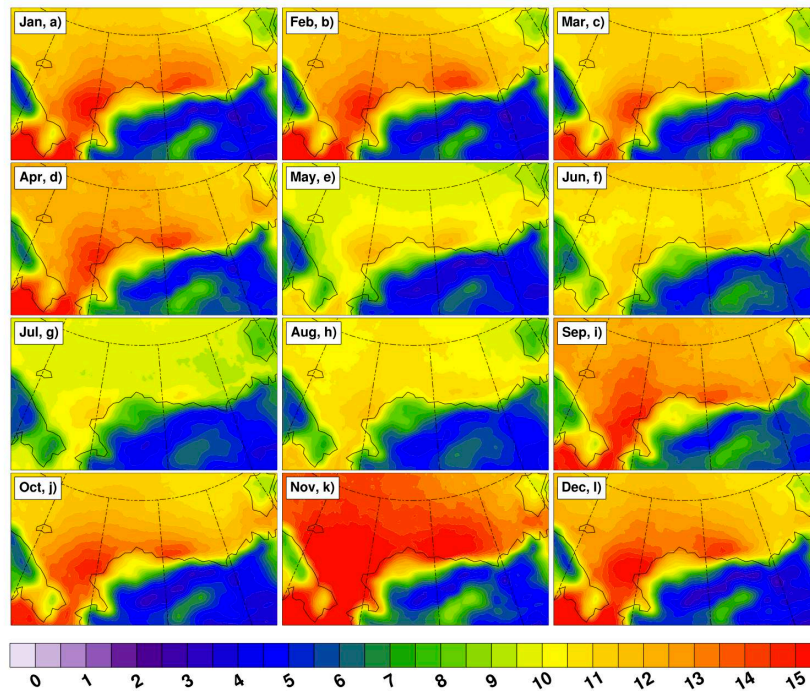 Jan, a) Feb, b) Mar, c)
Apr, d) May, e) Jun, f)
Jul, g) Aug, h) Sep, i)
Oct, j) Nov, k) Dec, l)
0 1 2 3 4 5 6 7 8 9 10 11 12 13 14 15